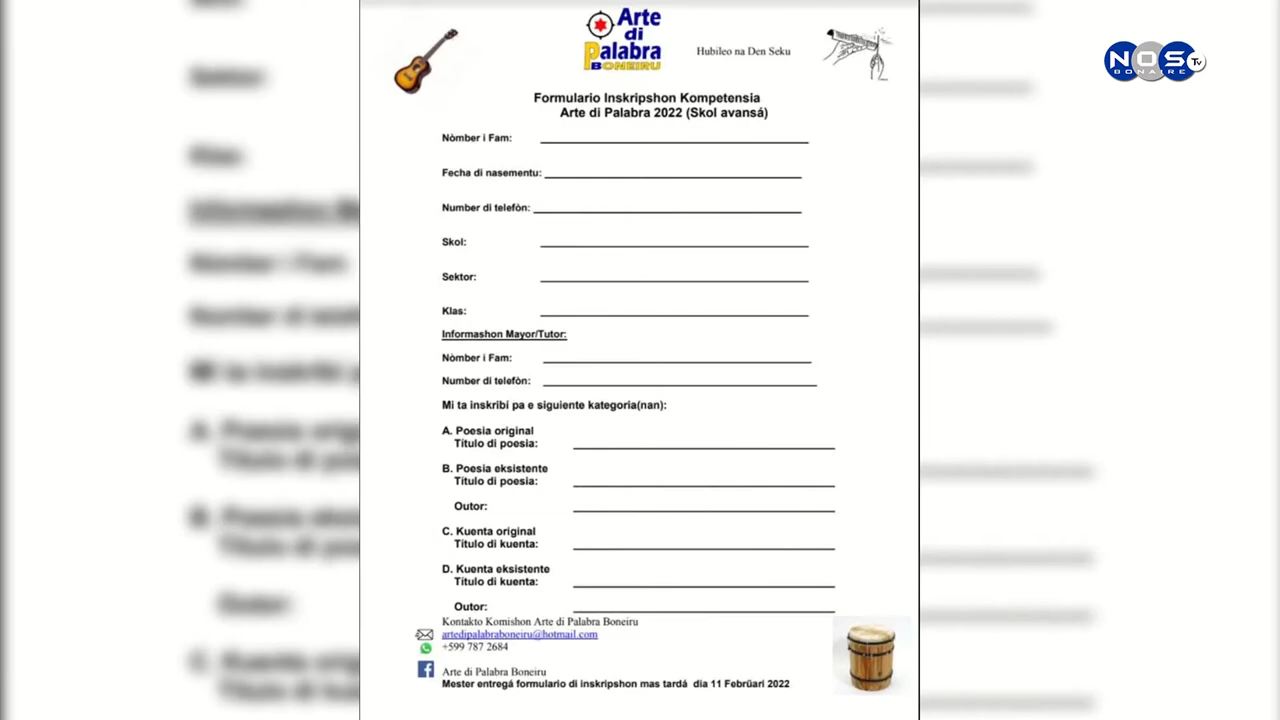 Arte
di
Palabra
BONEIRU
Hubileo na Den Seku
NOS
BONAIRE
Tv
Formulario Inskripshon Kompetensia
Arte di Palabra 2022 (Skol avansá)
Nòmber i Fam:
Fecha di nasementu:
Number di telefòn:
Skol:
Sektor:
Klas:
Informashon Mayor/Tutor:
Nòmber i Fam:
Number di telefòn:
Mi ta inskribí pa e siguiente kategoria(nan):
A. Poesia original
Título di poesia:
B. Poesia eksistente
Título di poesia:
Outor:
C. Kuenta original
Título di kuenta:
D. Kuenta eksistente
Título di kuenta:
Outor:
Kontakto Komishon Arte di Palabra Boneiru
artedipalabraboneiru@hotmail.com
+599 787 2684
Arte di Palabra Boneiru
Mester entregá formulario di inskripshon mas tardá dia 11 Febrüari 2022